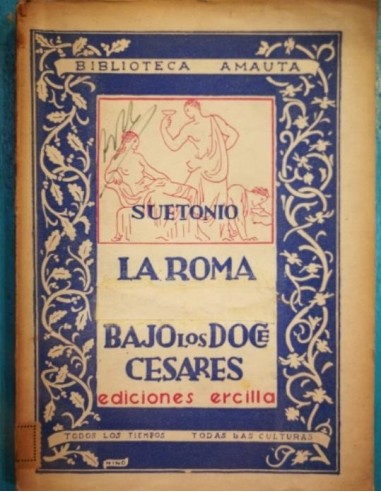 BIBLIOTECA AMAUTA
SUETONIO
LA ROMA
BAJO LOS DOCE
CESARES
ediciones ercilla
TODOS LOS TIEMPOS TODAS LAS CULTURAS